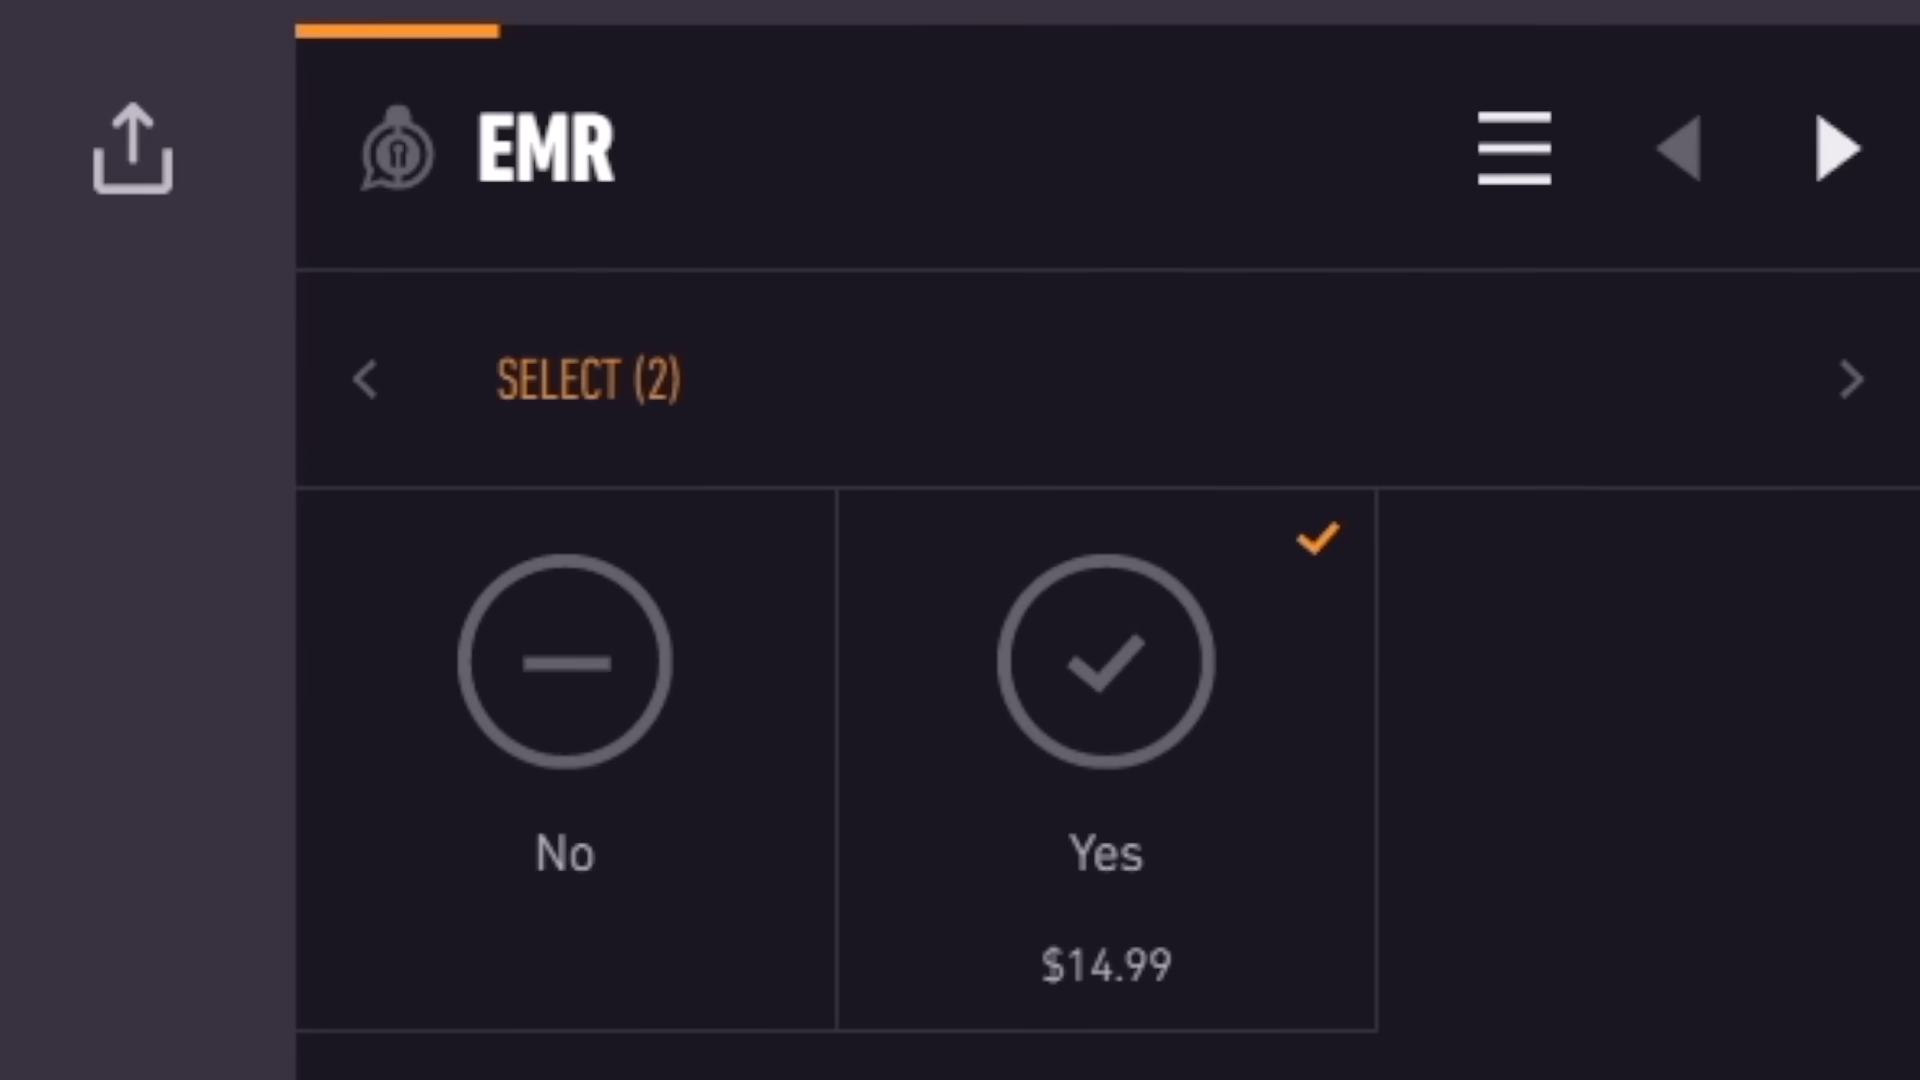 EMR
SELECT (2)
No
Yes
$14.99